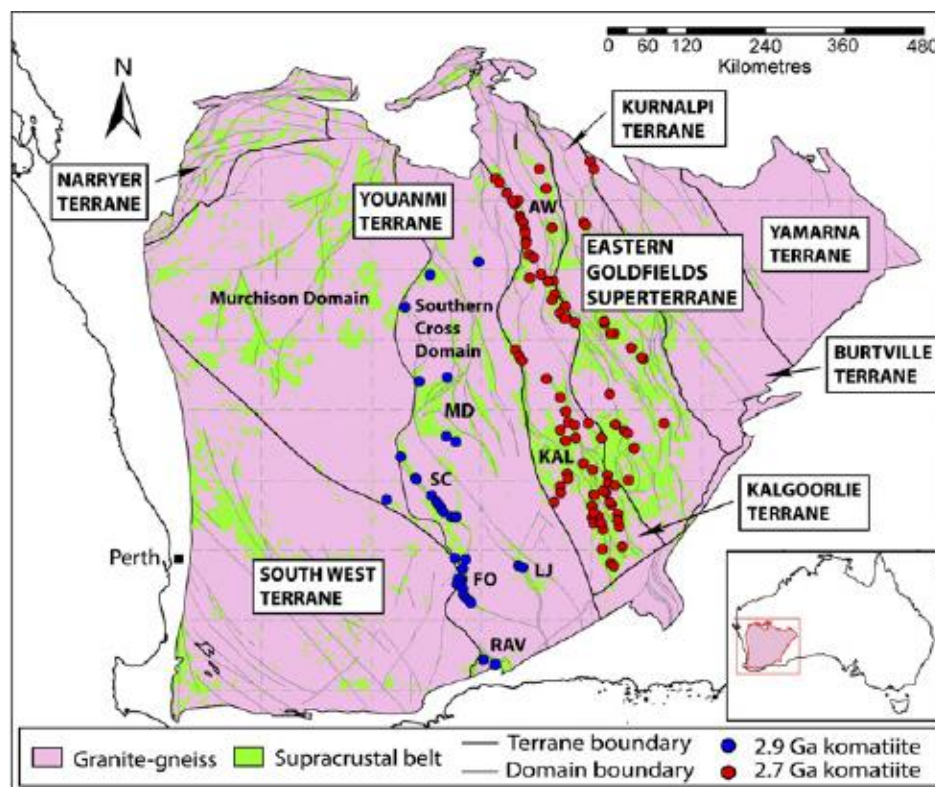 0 60 120 240 360 480
Kilometres
N
KURNALPI
TERRANE
NARRYER
TERRANE
YOUANMI
TERRANE
AW
EASTERN
GOLDFIELDS
SUPERTERRANE
YAMARNA
TERRANE
Murchison Domain
Southern
Cross
Domain
BURTVILLE
TERRANE
MD
KAL
SC
KALGOORLIE
TERRANE
Perth
SOUTH WEST
TERRANE
FO
LJ
RAV
Granite-gneiss
Supracrustal belt
Terrane boundary
Domain boundary
2.9 Ga komatiite
2.7 Ga komatiite